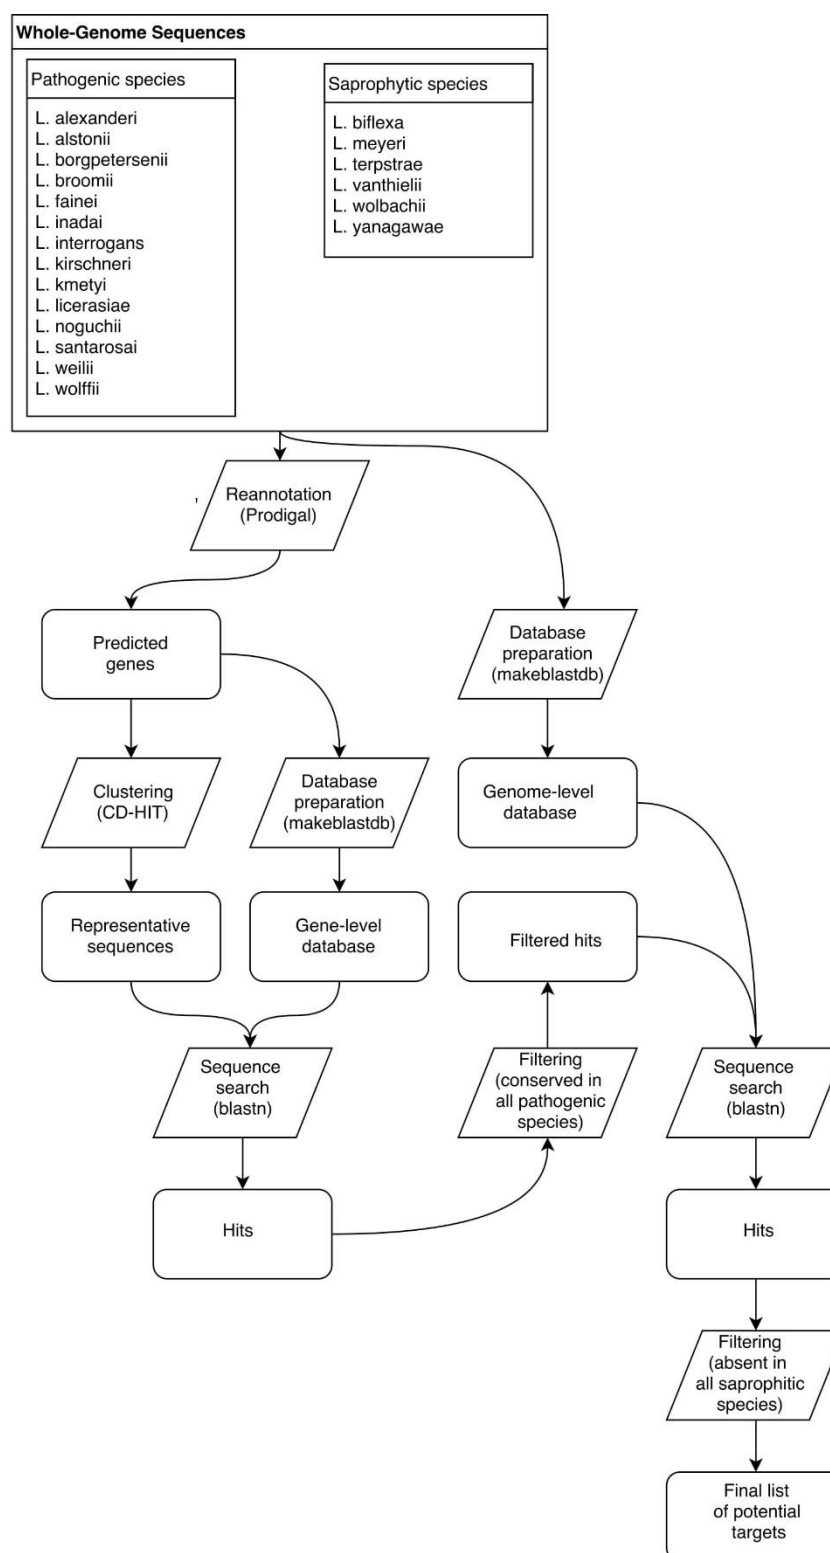 Whole-Genome Sequences
Pathogenic species
L. alexanderi
L. alstonii
L. borgpetersenii
L. broomii
L. fainei
L. inadai
L. interrogans
L. kirschneri
L. kmetyi
L. licerasiae
L. noguchii
L. santarosai
L. weilii
L. wolffii
Saprophytic species
L. biflexa
L. meyeri
L. terpstrae
L. vanthielii
L. wolbachii
L. yanagawae
Reannotation
(Prodigal)
Predicted
genes
Database
preparation
(makeblastdb)
Clustering
(CD-HIT)
Database
preparation
(makeblastdb)
Genome-level
database
Representative
sequences
Gene-level
database
Filtered hits
Sequence
search
(blastn)
Filtering
(conserved in
all pathogenic
species)
Sequence
search
(blastn)
Hits
Hits
Filtering
(absent in
all saprophitic
species)
Final list
of potential
targets